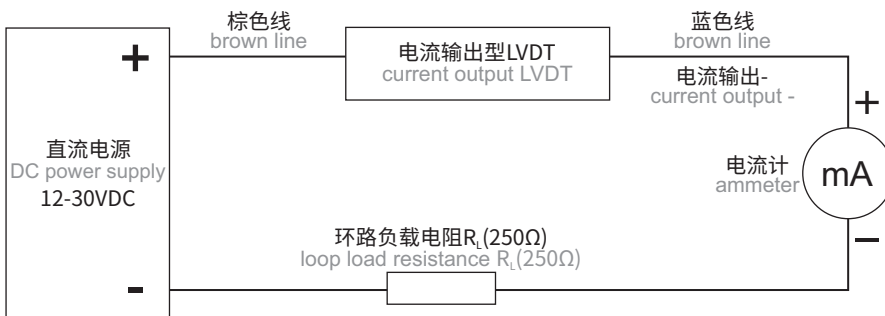 棕色线
brown line
蓝色线
brown line
电流输出型LVDT
current output LVDT
电流输出-
current output -
+
+
直流电源
DC power supply
12-30VDC
电流计
ammeter
mA
环路负载电阻RL(250Ω)
loop load resistance RL(250Ω)
-
-